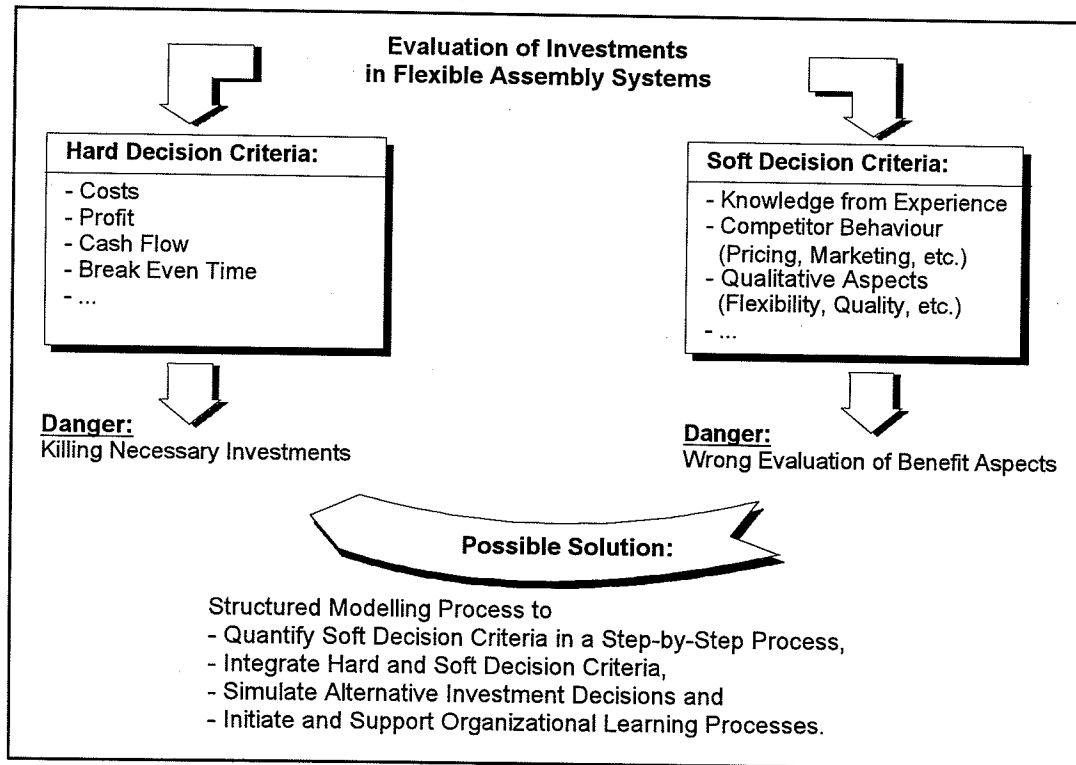 Evaluation of Investments
in Flexible Assembly Systems
Hard Decision Criteria:
- Costs
- Profit
- Cash Flow
- Break Even Time
- ...
Danger:
Killing Necessary Investments
Soft Decision Criteria:
- Knowledge from Experience
- Competitor Behaviour
(Pricing, Marketing, etc.)
- Qualitative Aspects
(Flexibility, Quality, etc.)
- ...
Danger:
Wrong Evaluation of Benefit Aspects
Possible Solution:
Structured Modelling Process to
- Quantify Soft Decision Criteria in a Step-by-Step Process,
- Integrate Hard and Soft Decision Criteria,
- Simulate Alternative Investment Decisions and
- Initiate and Support Organizational Learning Processes.